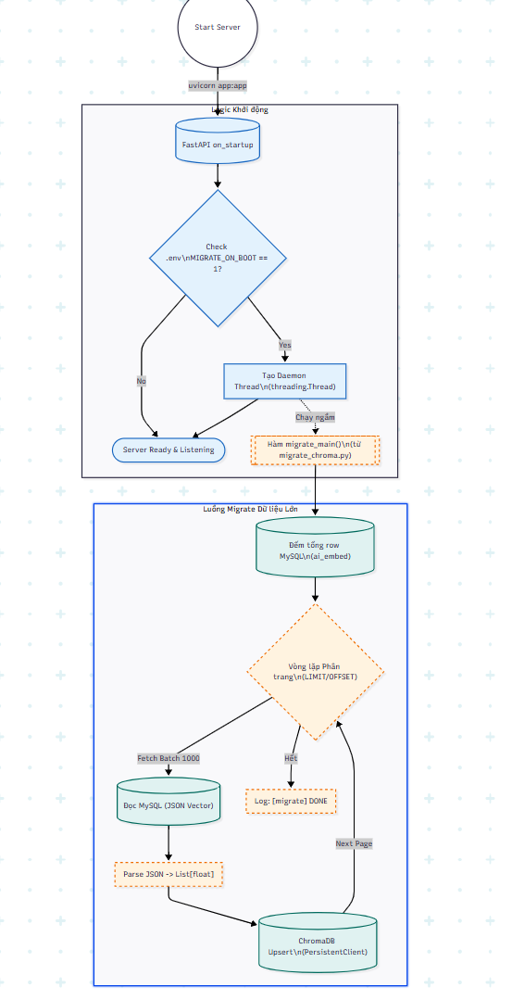 Start Server
uvicorn app:app
Logic Khởi động
FastAPI on_startup
Check
.env\nMIGRATE_ON_BOOT ==
1?
No
Yes
Tạo Daemon
Thread\n(threading.Thread)
Chạy ngầm
Server Ready & Listening
Hàm migrate_main()\n(từ
migrate_chroma.py)
Luồng Migrate Dữ liệu Lớn
Đếm tổng row
MySQL\n(ai_embed)
Vòng lặp Phân
trang\n(LIMIT/OFFSET)
Fetch Batch 1000
Hết
Đọc MySQL (JSON Vector)
Log: [migrate] DONE
Next Page
Parse JSON -> List[float]
ChromaDB
Upsert\n(PersistentClient)